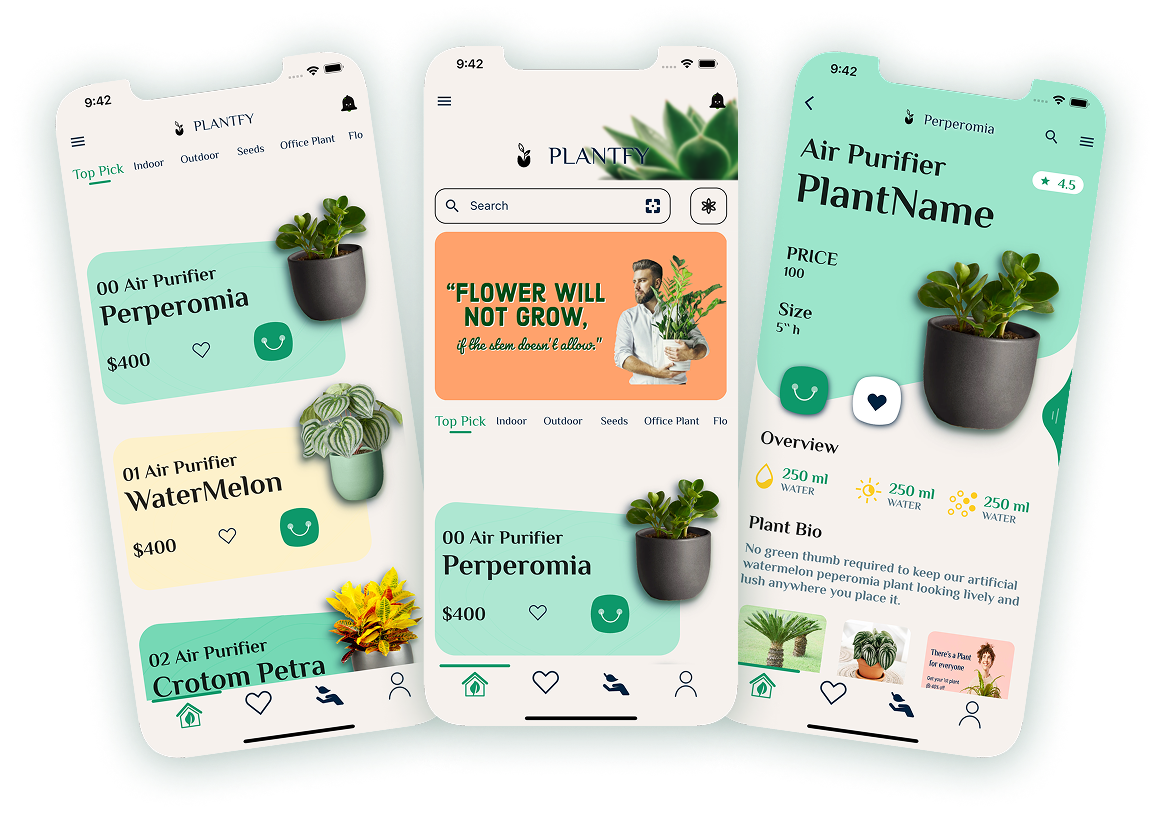 9:42
PLANTFY
Top Pick Indoor Outdoor Seeds Office Plant Flo
00 Air Purifier
Perperomia
$400
01 Air Purifier
WaterMelon
$400
02 Air Purifier
Crotom Petra
9:42
PLANTFY
Search
“FLOWER WILL
NOT GROW,
if the stem doesn't allow.”
Top Pick Indoor Outdoor Seeds Office Plant Flo
00 Air Purifier
Perperomia
$400
9:42
Perperomia
Air Purifier
PlantName
4.5
PRICE
100
Size
5`` h
Overview
250 ml
WATER
250 ml
WATER
250 ml
WATER
Plant Bio
No green thumb required to keep our artificial
watermelon peperomia plant looking lively and
lush anywhere you place it.
There's a Plant
for everyone
Get your 1st plant
@ 40% off